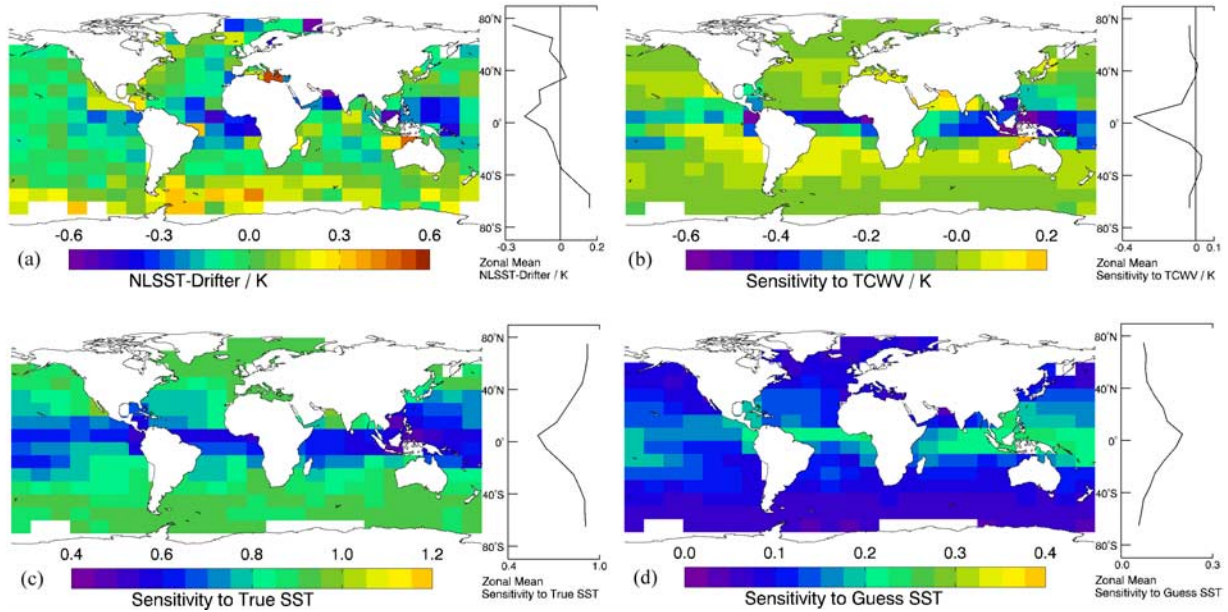 80°N
40°N
0°
40°S
80°S
-0.6 -0.3 0.0 0.3 0.6
-0.3 0 0.2
(a)
NLSST-Drifter / K
Zonal Mean
NLSST-Drifter / K
80°N
40°N
0°
40°S
80°S
-0.6 -0.4 -0.2 0.0 0.2
-0.4 0 0.1
(b)
Sensitivity to TCWV / K
Zonal Mean
Sensitivity to TCWV / K
80°N
40°N
0°
40°S
80°S
0.4 0.6 0.8 1.0 1.2
0.4 1.0
(c)
Sensitivity to True SST
Zonal Mean
Sensitivity to True SST
80°N
40°N
0°
40°S
80°S
0.0 0.1 0.2 0.3 0.4
0.0 0.3
(d)
Sensitivity to Guess SST
Zonal Mean
Sensitivity to Guess SST